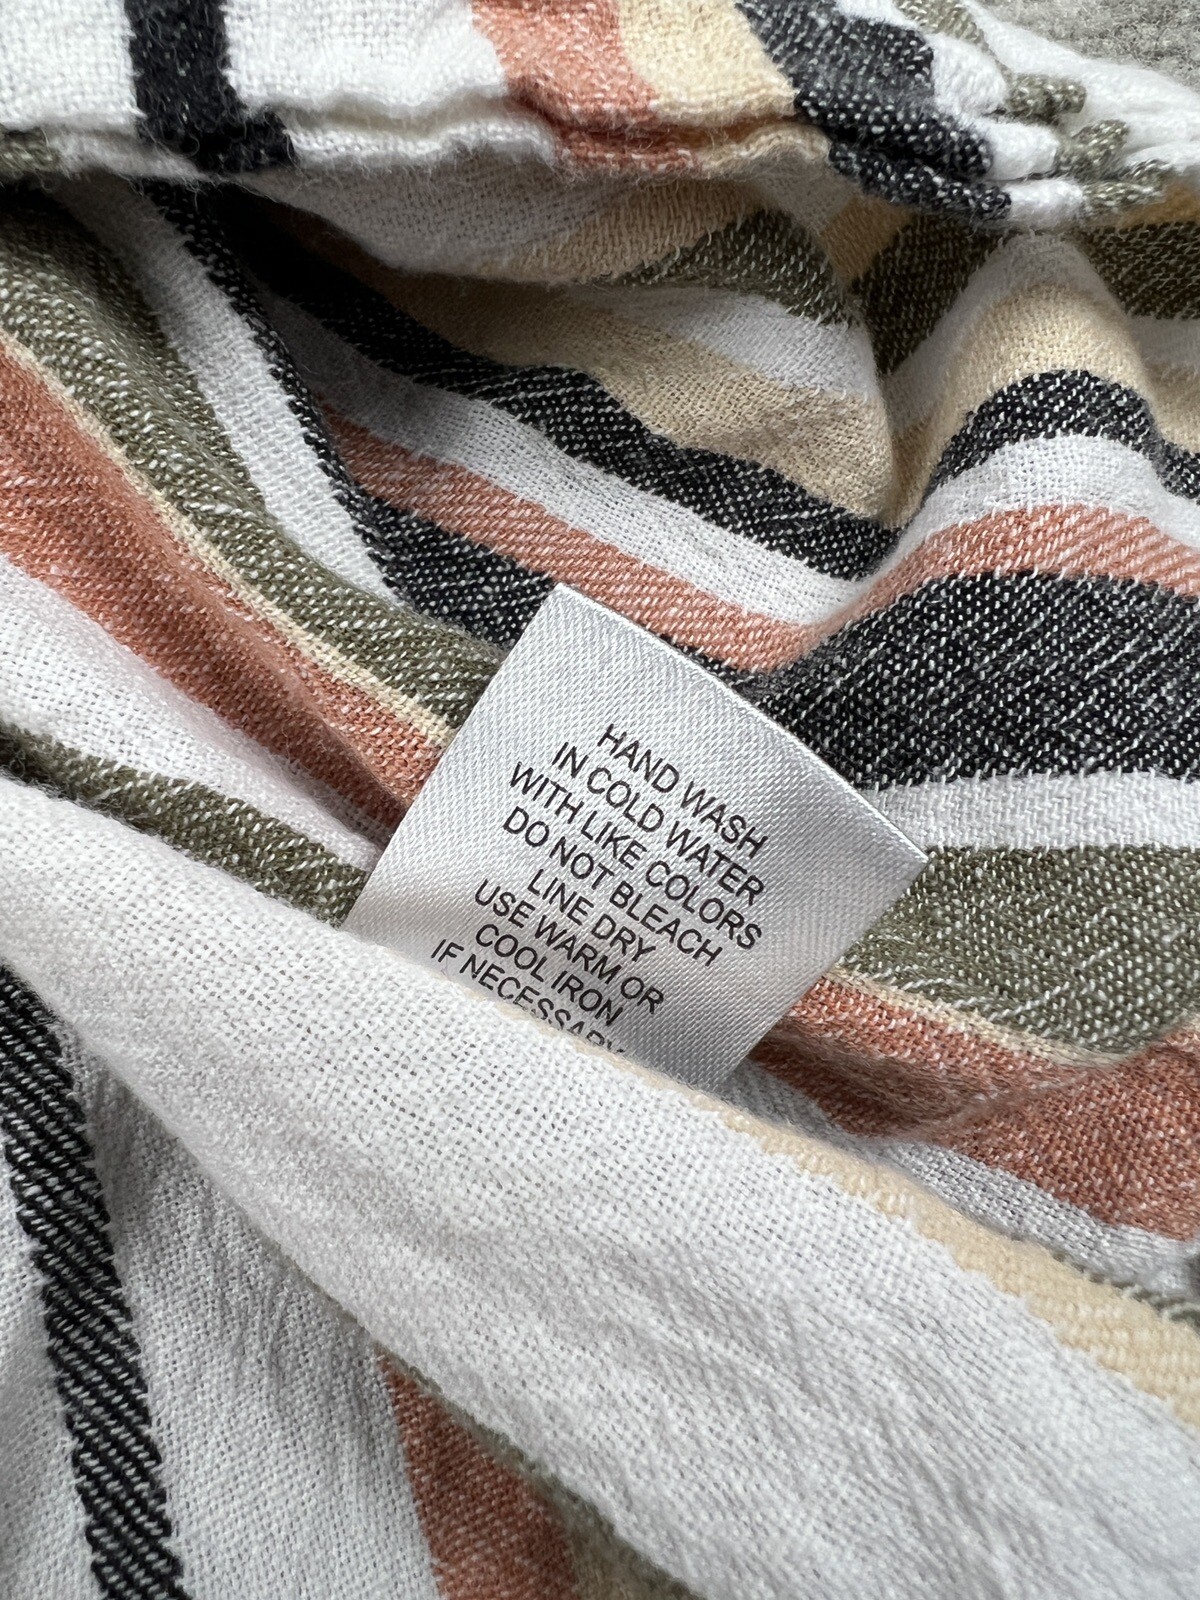 HAND WASH
IN COLD WATER
WITH LIKE COLORS
DO NOT BLEACH
LINE DRY
USE WARM OR
COOL IRON
IF NECESSARY